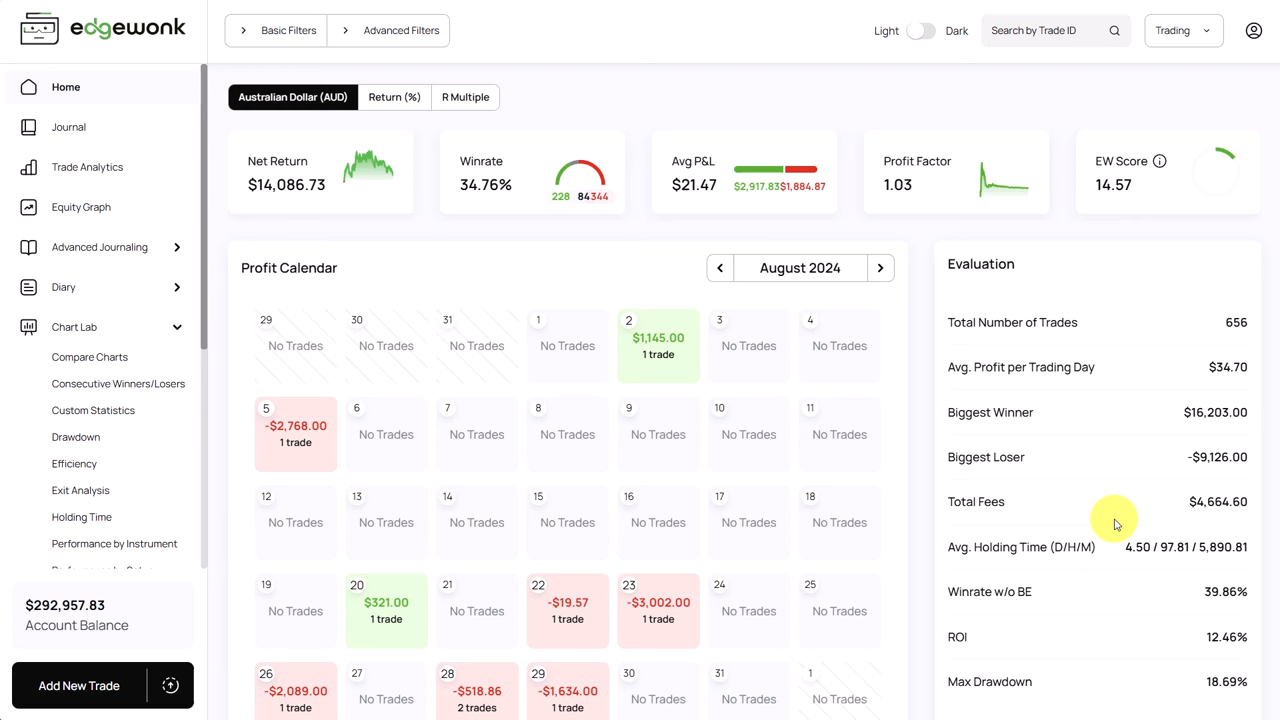 edgewonk
Basic Filters
Advanced Filters
Light
Dark
Search by Trade ID
Trading
Home
Journal
Trade Analytics
Equity Graph
Advanced Journaling
Diary
Chart Lab
Compare Charts
Consecutive Winners/Losers
Custom Statistics
Drawdown
Efficiency
Exit Analysis
Holding Time
Performance by Instrument
$292,957.83
Account Balance
Add New Trade
Australian Dollar (AUD)
Return (%)
R Multiple
Net Return
$14,086.73
Winrate
34.76%
228 84 344
Avg P&L
$21.47
$2,917.83 $1,884.87
Profit Factor
1.03
EW Score
14.57
Profit Calendar
August 2024
29 No Trades
30 No Trades
31 No Trades
1 No Trades
2 $1,145.00 1 trade
3 No Trades
4 No Trades
5 -$2,768.00 1 trade
6 No Trades
7 No Trades
8 No Trades
9 No Trades
10 No Trades
11 No Trades
12 No Trades
13 No Trades
14 No Trades
15 No Trades
16 No Trades
17 No Trades
18 No Trades
19 No Trades
20 $321.00 1 trade
21 No Trades
22 -$19.57 1 trade
23 -$3,002.00 1 trade
24 No Trades
25 No Trades
26 -$2,089.00 1 trade
27 No Trades
28 -$518.86 2 trades
29 -$1,634.00 1 trade
30 No Trades
31 No Trades
1 No Trades
Evaluation
Total Number of Trades 656
Avg. Profit per Trading Day $34.70
Biggest Winner $16,203.00
Biggest Loser -$9,126.00
Total Fees $4,664.60
Avg. Holding Time (D/H/M) 4.50 / 97.81 / 5,890.81
Winrate w/o BE 39.86%
ROI 12.46%
Max Drawdown 18.69%